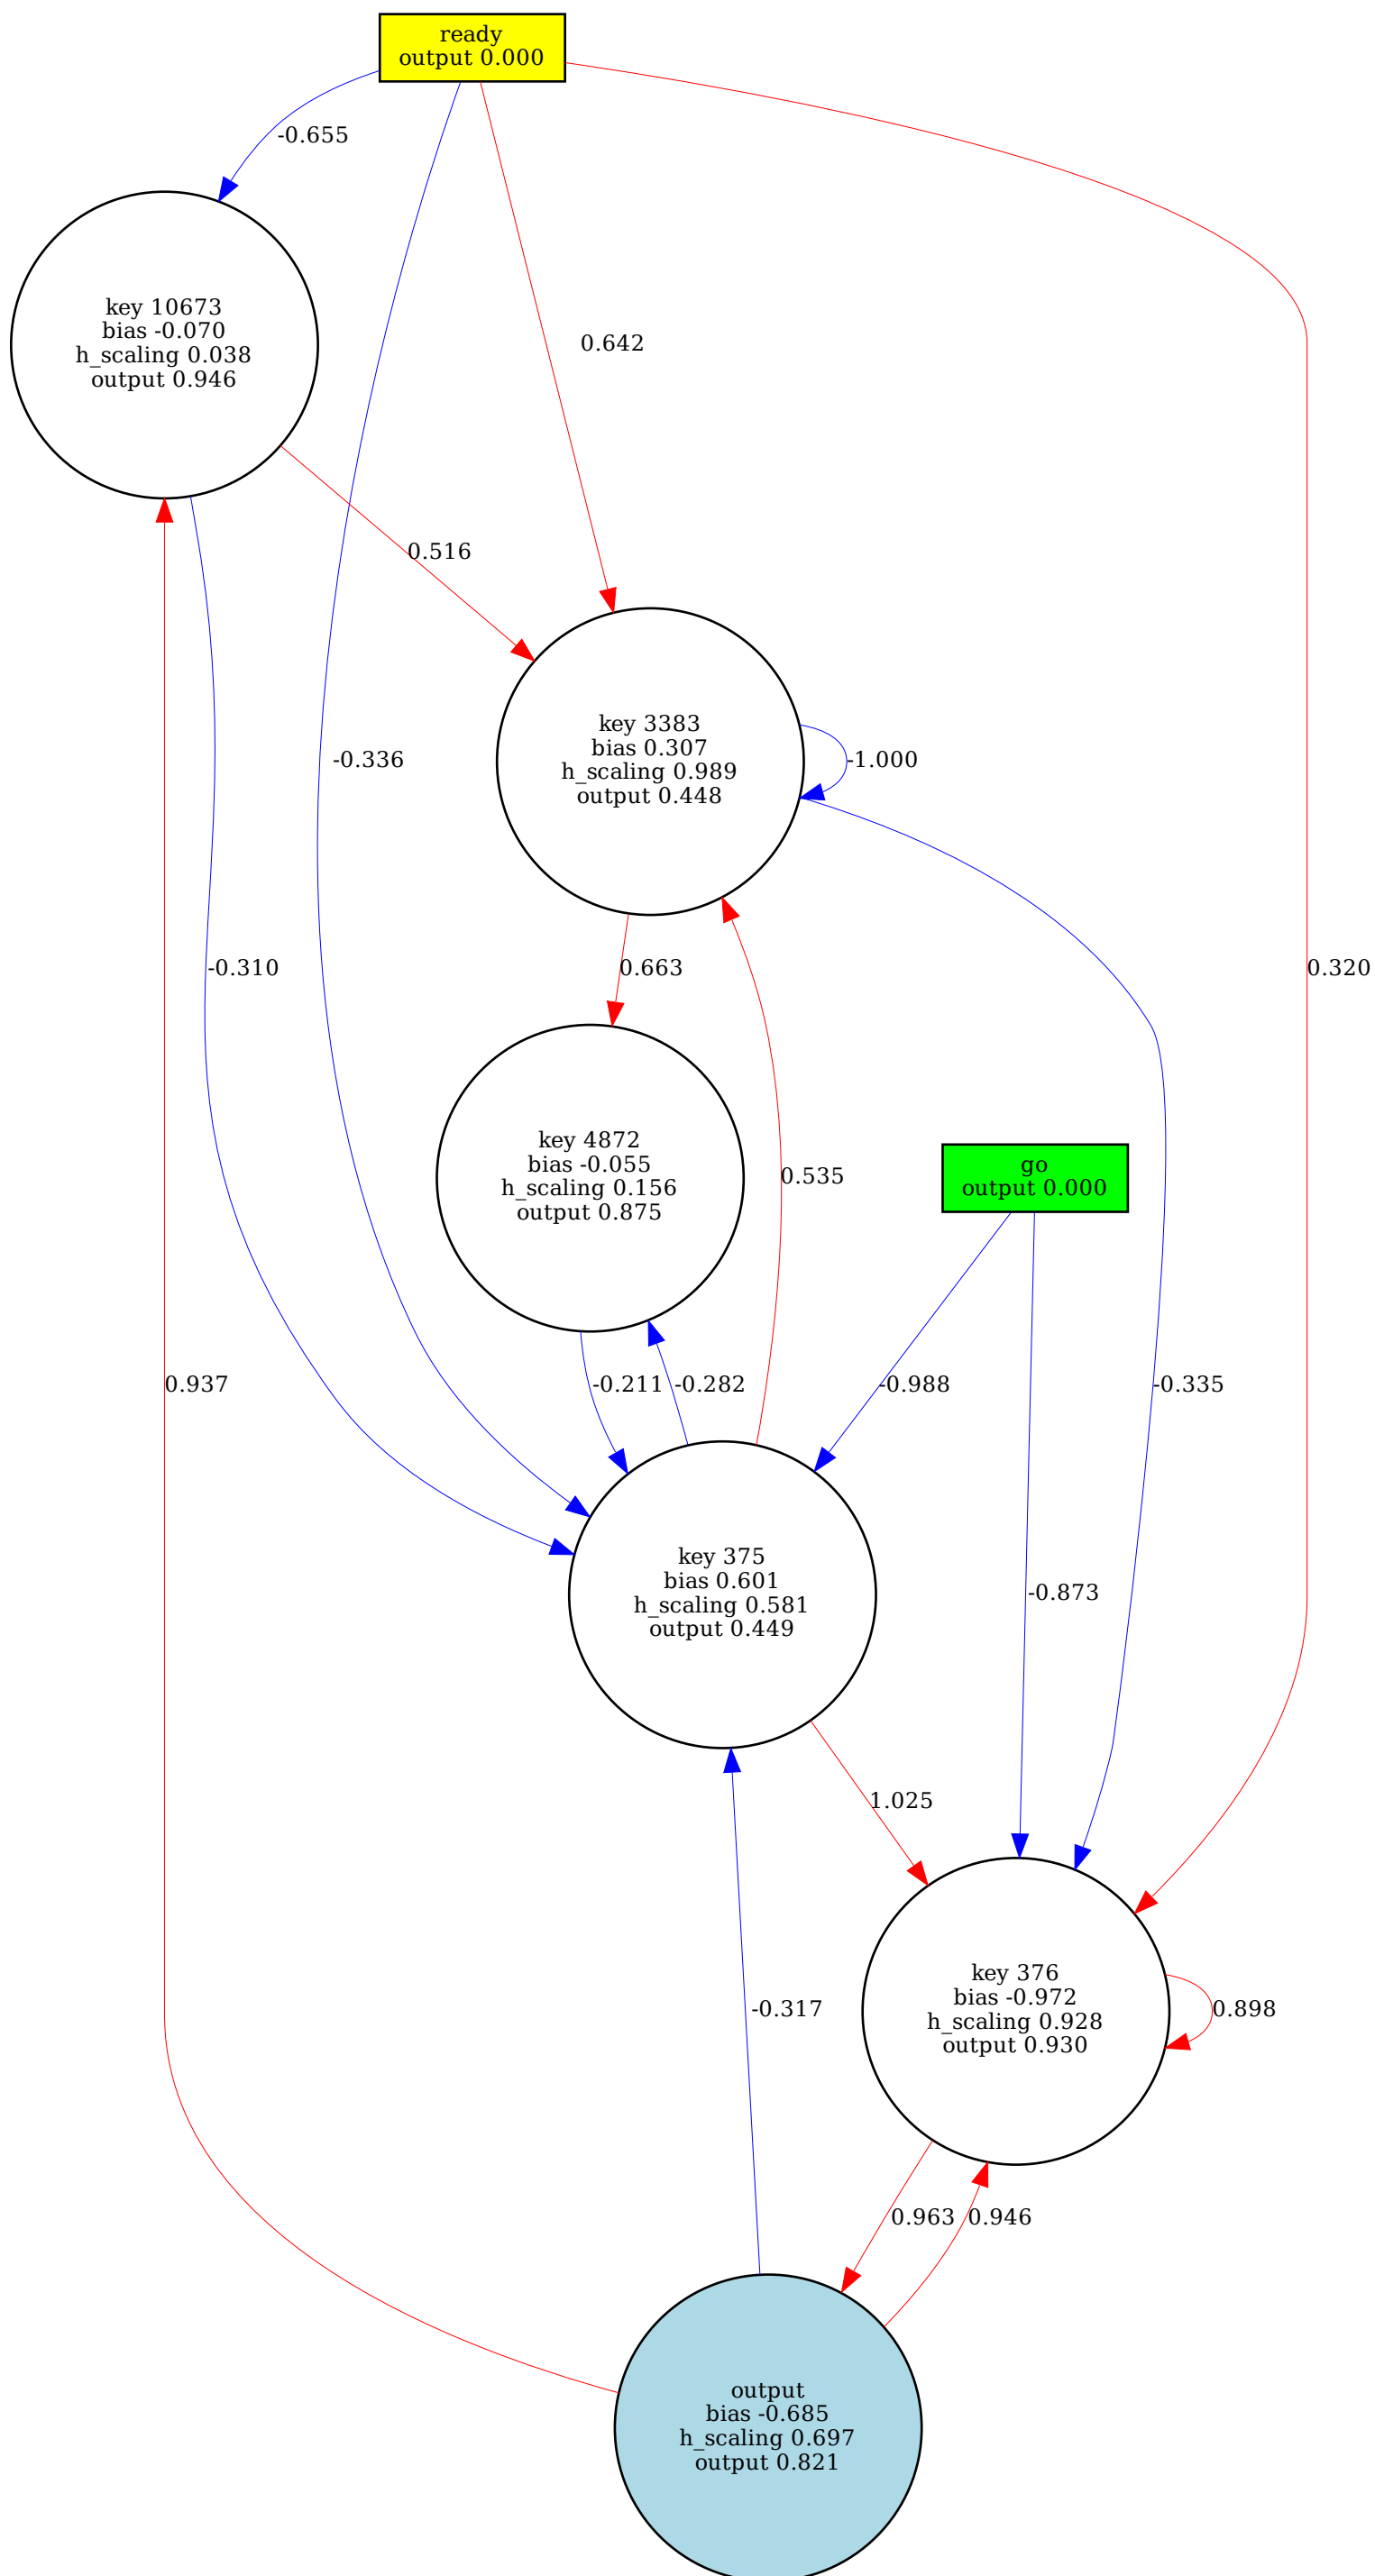 ready
output 0.000
-0.655
key 10673
bias -0.070
h_scaling 0.038
output 0.946
0.642
0.516
key 3383
bias 0.307
h_scaling 0.989
output 0.448
-1.000
-0.336
-0.310
0.663
0.320
key 4872
bias -0.055
h_scaling 0.156
output 0.875
0.535
go
output 0.000
0.937
-0.211
-0.282
-0.988
-0.335
key 375
bias 0.601
h_scaling 0.581
output 0.449
-0.873
1.025
key 376
bias -0.972
h_scaling 0.928
output 0.930
-0.317
0.898
0.963
0.946
output
bias -0.685
h_scaling 0.697
output 0.821